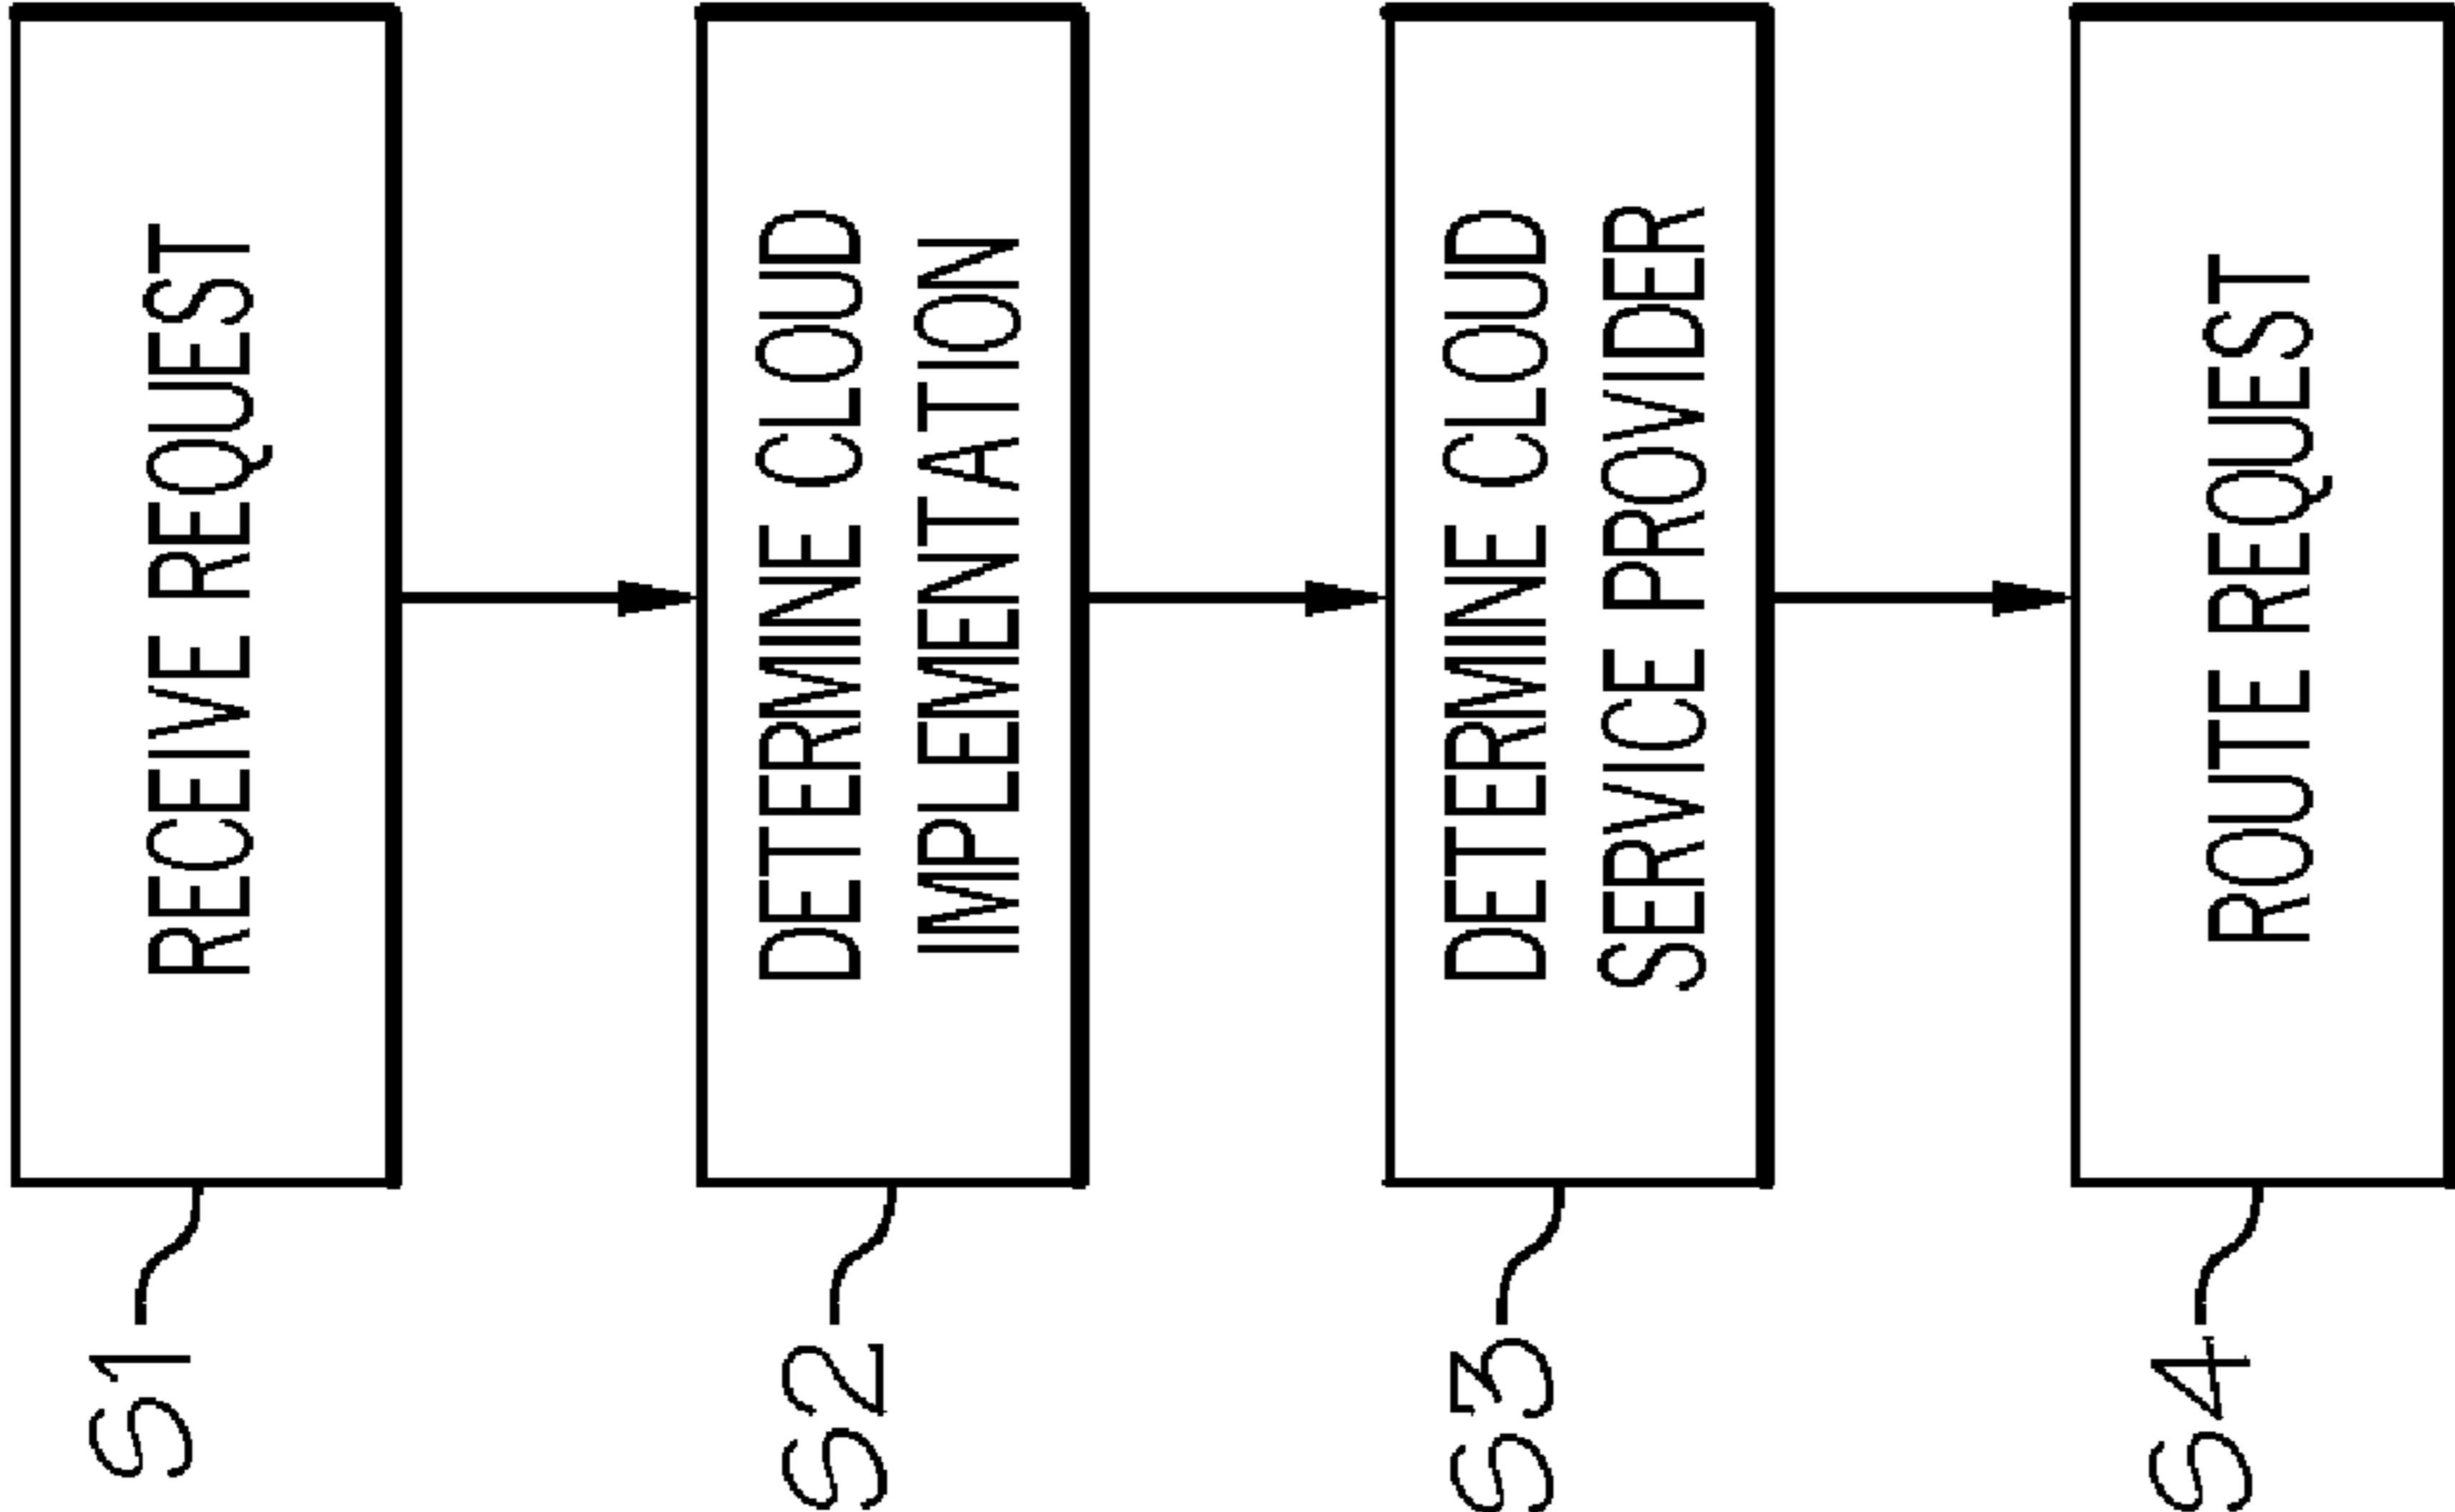 S1
RECEIVE REQUEST
S2
DETERMINE CLOUD
IMPLEMENTATION
S3
DETERMINE CLOUD
SERVICE PROVIDER
S4
ROUTE REQUEST